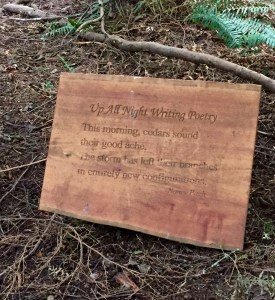 Up All Night Writing Poetry
This morning, cedars sound
their good ache.
The storm has left their branches
in entirely new configurations.